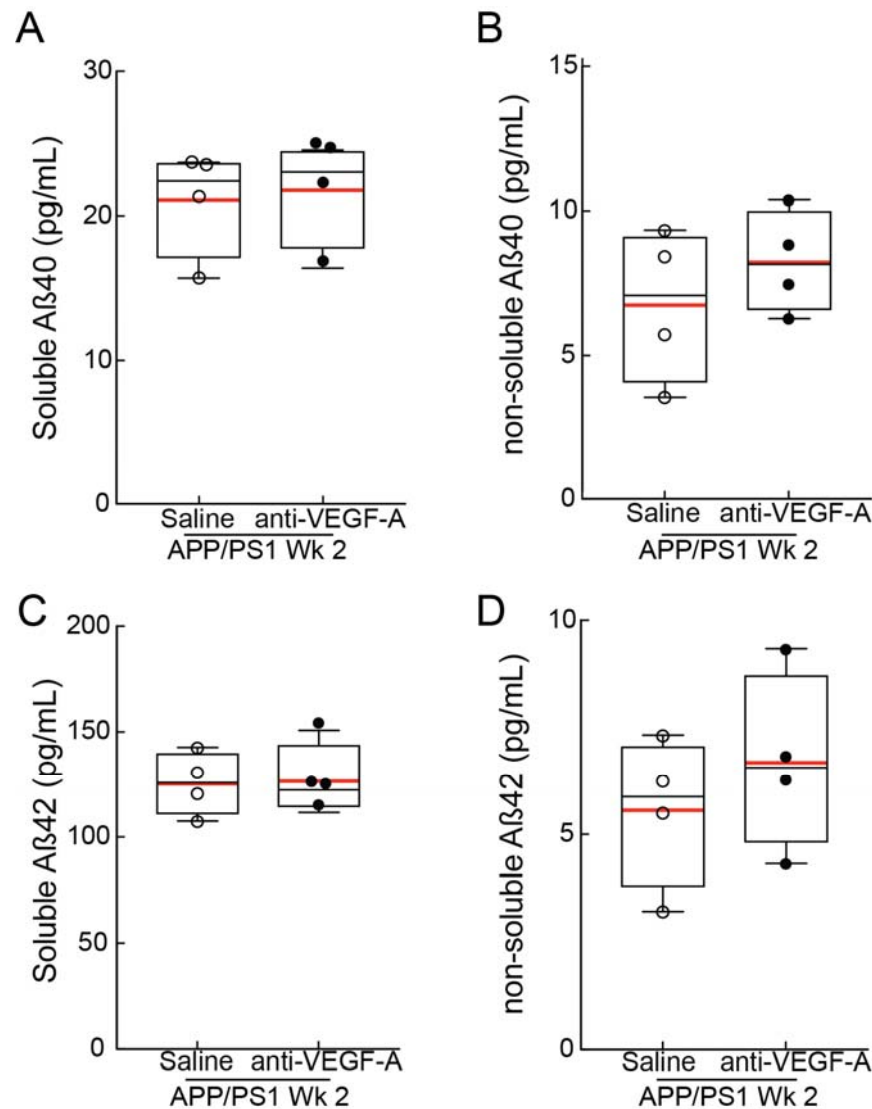 A
Soluble Aß40 (pg/mL)
30
20
10
0
Saline anti-VEGF-A
APP/PS1 Wk 2
B
non-soluble Aß40 (pg/mL)
15
10
5
0
Saline anti-VEGF-A
APP/PS1 Wk 2
C
Soluble Aß42 (pg/mL)
200
150
100
50
0
Saline anti-VEGF-A
APP/PS1 Wk 2
D
non-soluble Aß42 (pg/mL)
10
5
0
Saline anti-VEGF-A
APP/PS1 Wk 2